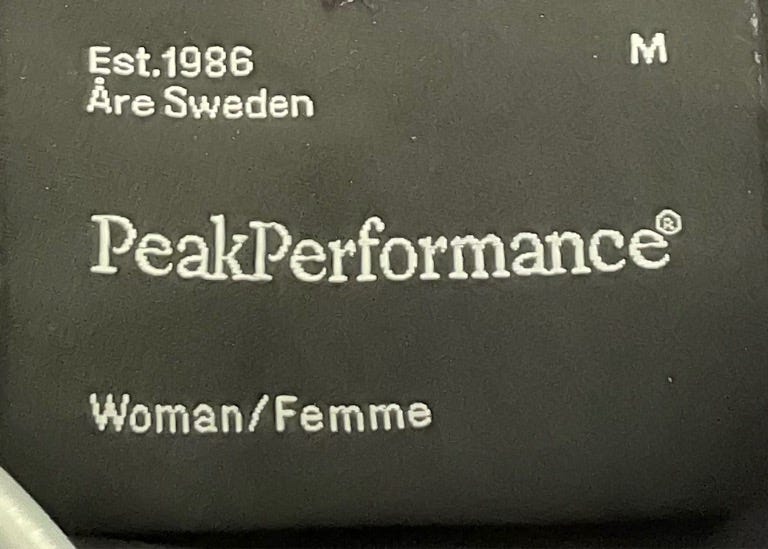 Est.1986
M
Åre Sweden
PeakPerformance®
Woman/Femme